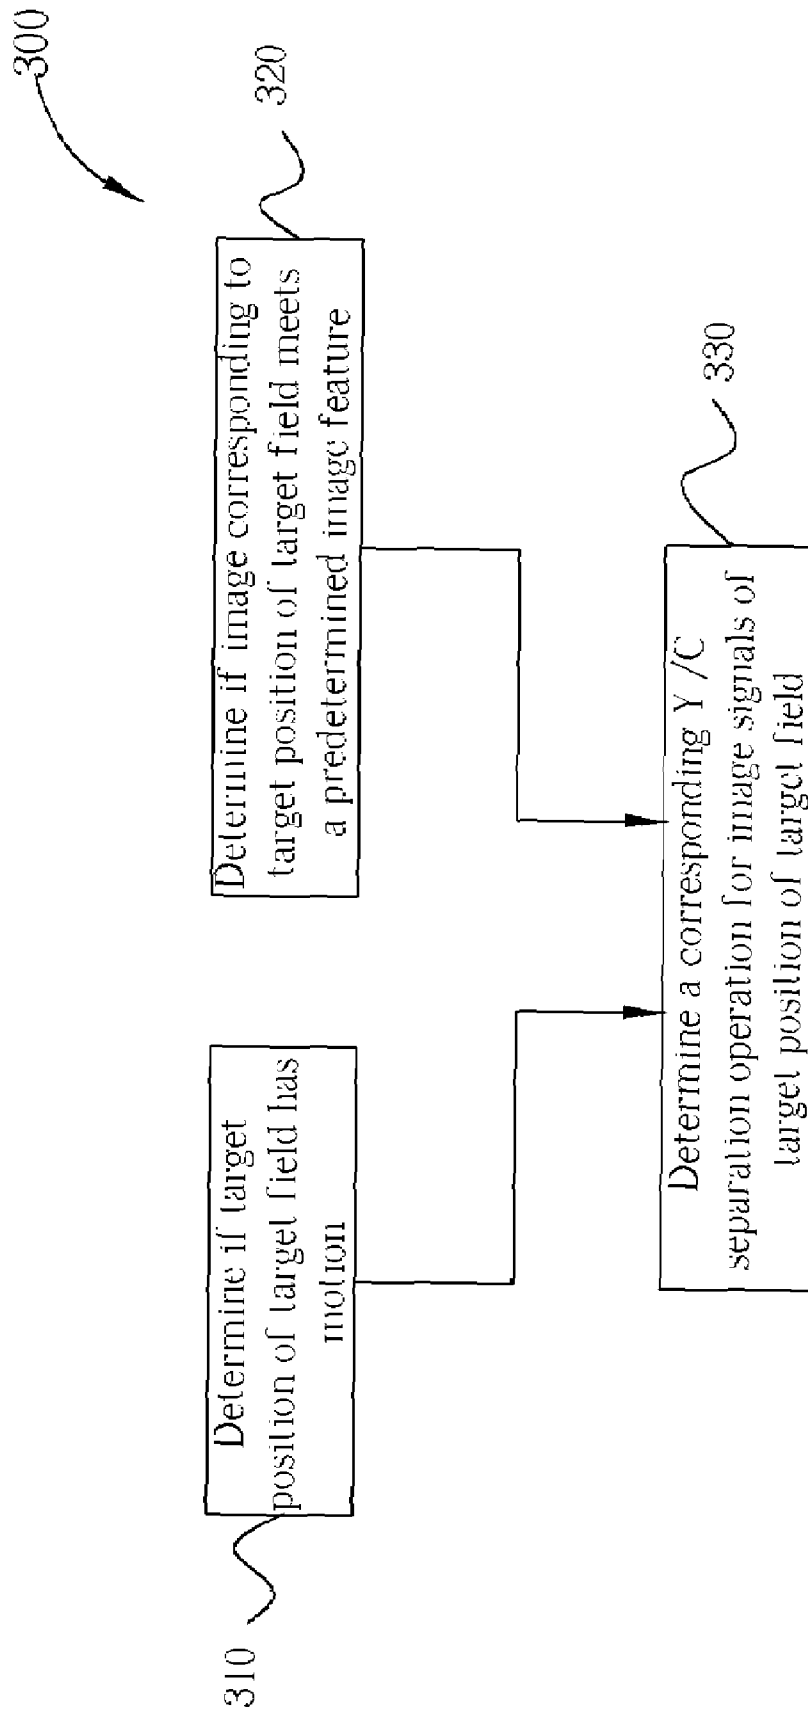 300
310
Determine if target
position of target field has
motion
320
Determine if image corresponding to
target position of target field meets
a predetermined image feature
330
Determine a corresponding Y /C
separation operation for image signals of
target position of target field